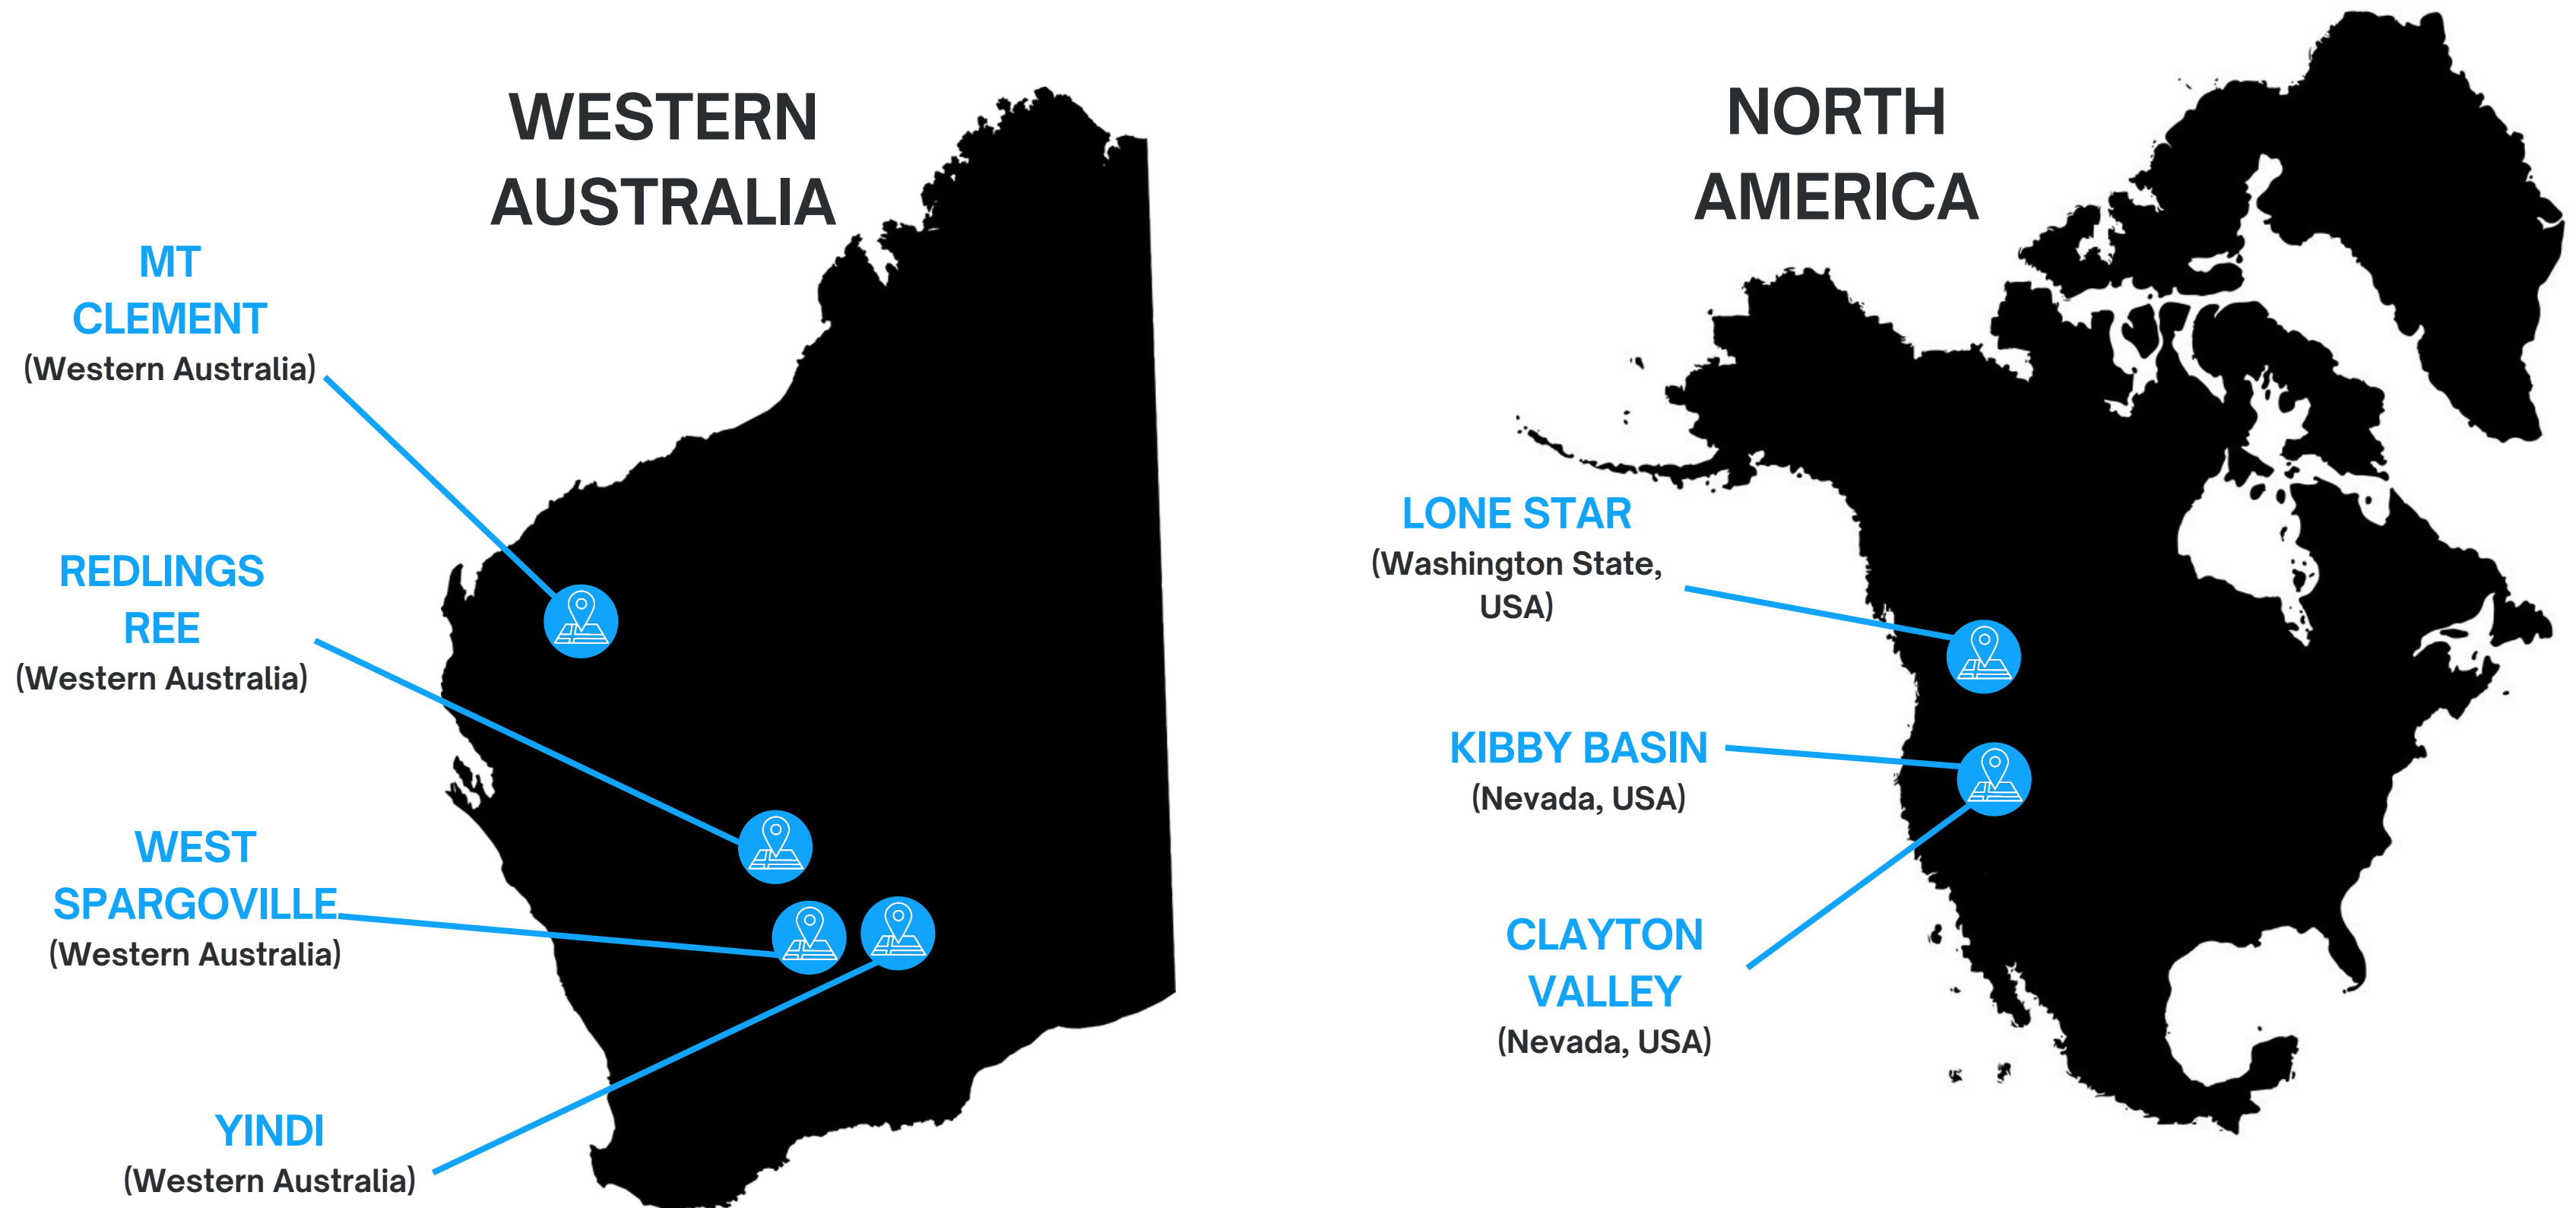 WESTERN
AUSTRALIA
MT
CLEMENT
(Western Australia)
REDLINGS
REE
(Western Australia)
WEST
SPARGOVILLE
(Western Australia)
YINDI
(Western Australia)
NORTH
AMERICA
LONE STAR
(Washington State,
USA)
KIBBY BASIN
(Nevada, USA)
CLAYTON
VALLEY
(Nevada, USA)